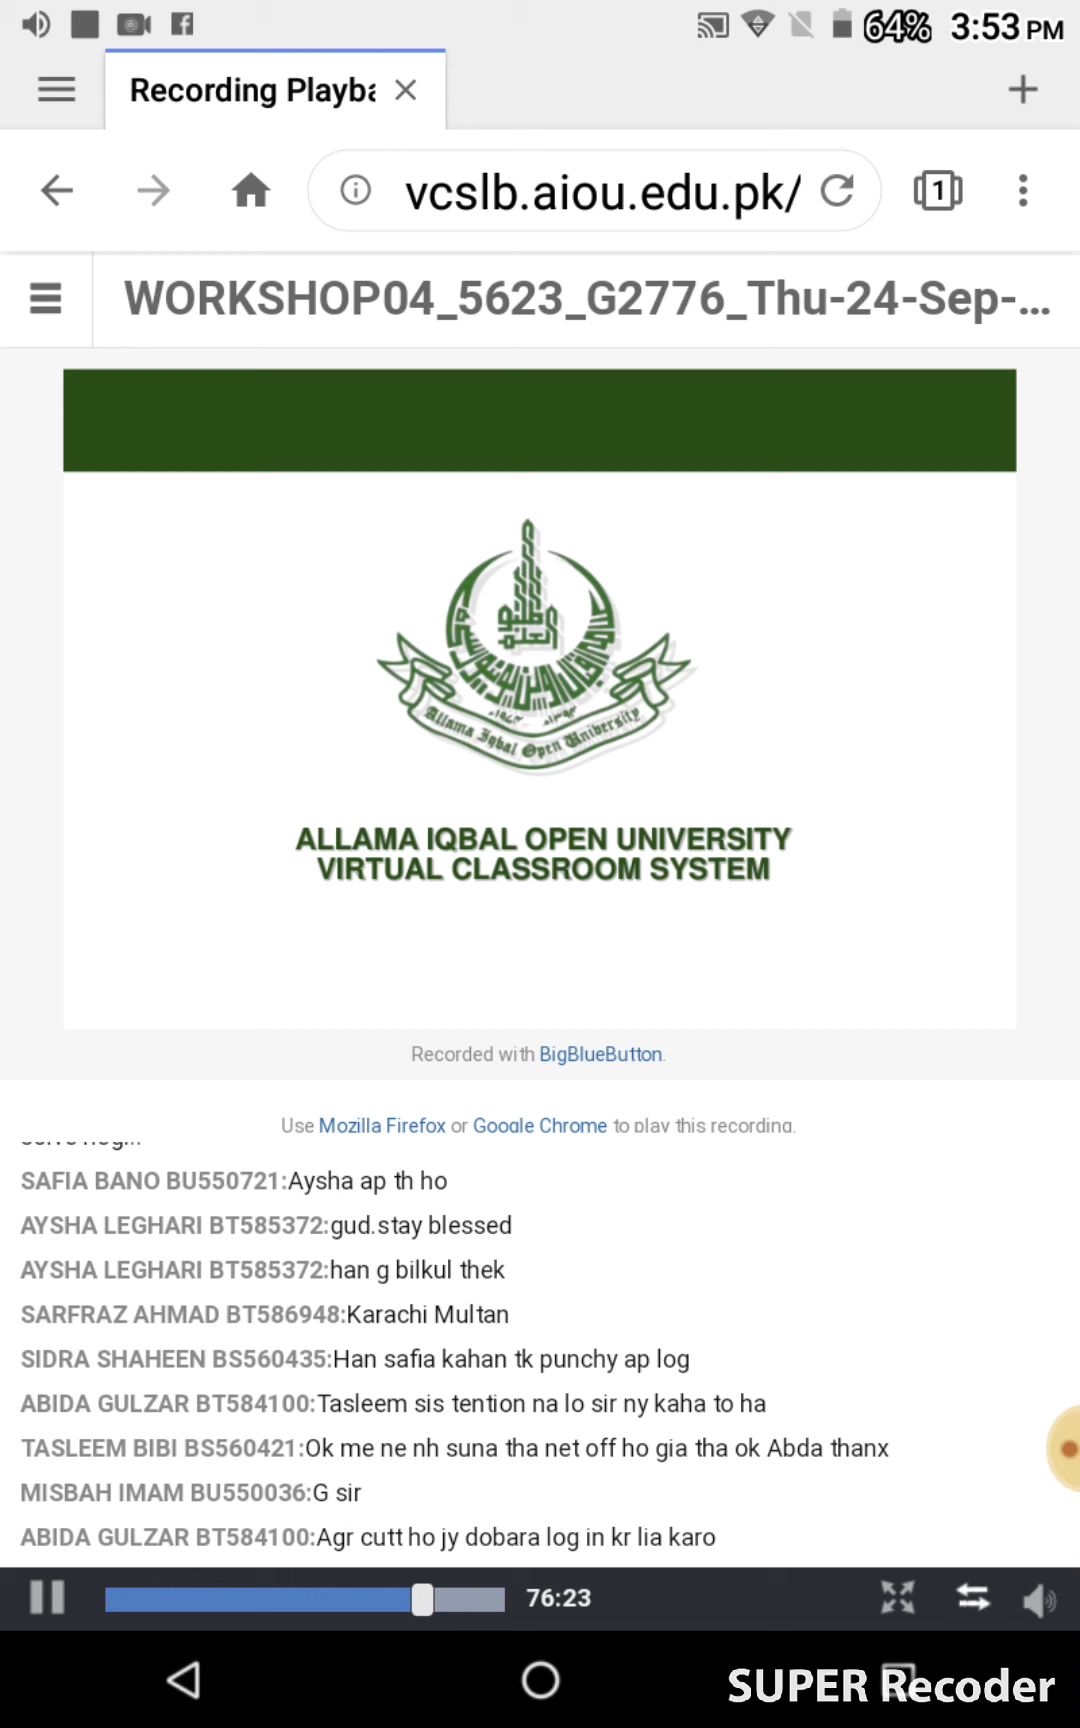 64% 3:53 PM
Recording Playba
vcslb.aiou.edu.pk/
1
WORKSHOP04_5623_G2776_Thu-24-Sep-...
Allama Iqbal Open University
ALLAMA IQBAL OPEN UNIVERSITY
VIRTUAL CLASSROOM SYSTEM
Recorded with BigBlueButton.
Use Mozilla Firefox or Google Chrome to play this recording.
SAFIA BANO BU550721:Aysha ap th ho
AYSHA LEGHARI BT585372:gud.stay blessed
AYSHA LEGHARI BT585372:han g bilkul thek
SARFRAZ AHMAD BT586948:Karachi Multan
SIDRA SHAHEEN BS560435:Han safia kahan tk punchy ap log
ABIDA GULZAR BT584100:Tasleem sis tention na lo sir ny kaha to ha
TASLEEM BIBI BS560421:Ok me ne nh suna tha net off ho gia tha ok Abda thanx
MISBAH IMAM BU550036:G sir
ABIDA GULZAR BT584100:Agr cutt ho jy dobara log in kr lia karo
76:23
SUPER Recoder